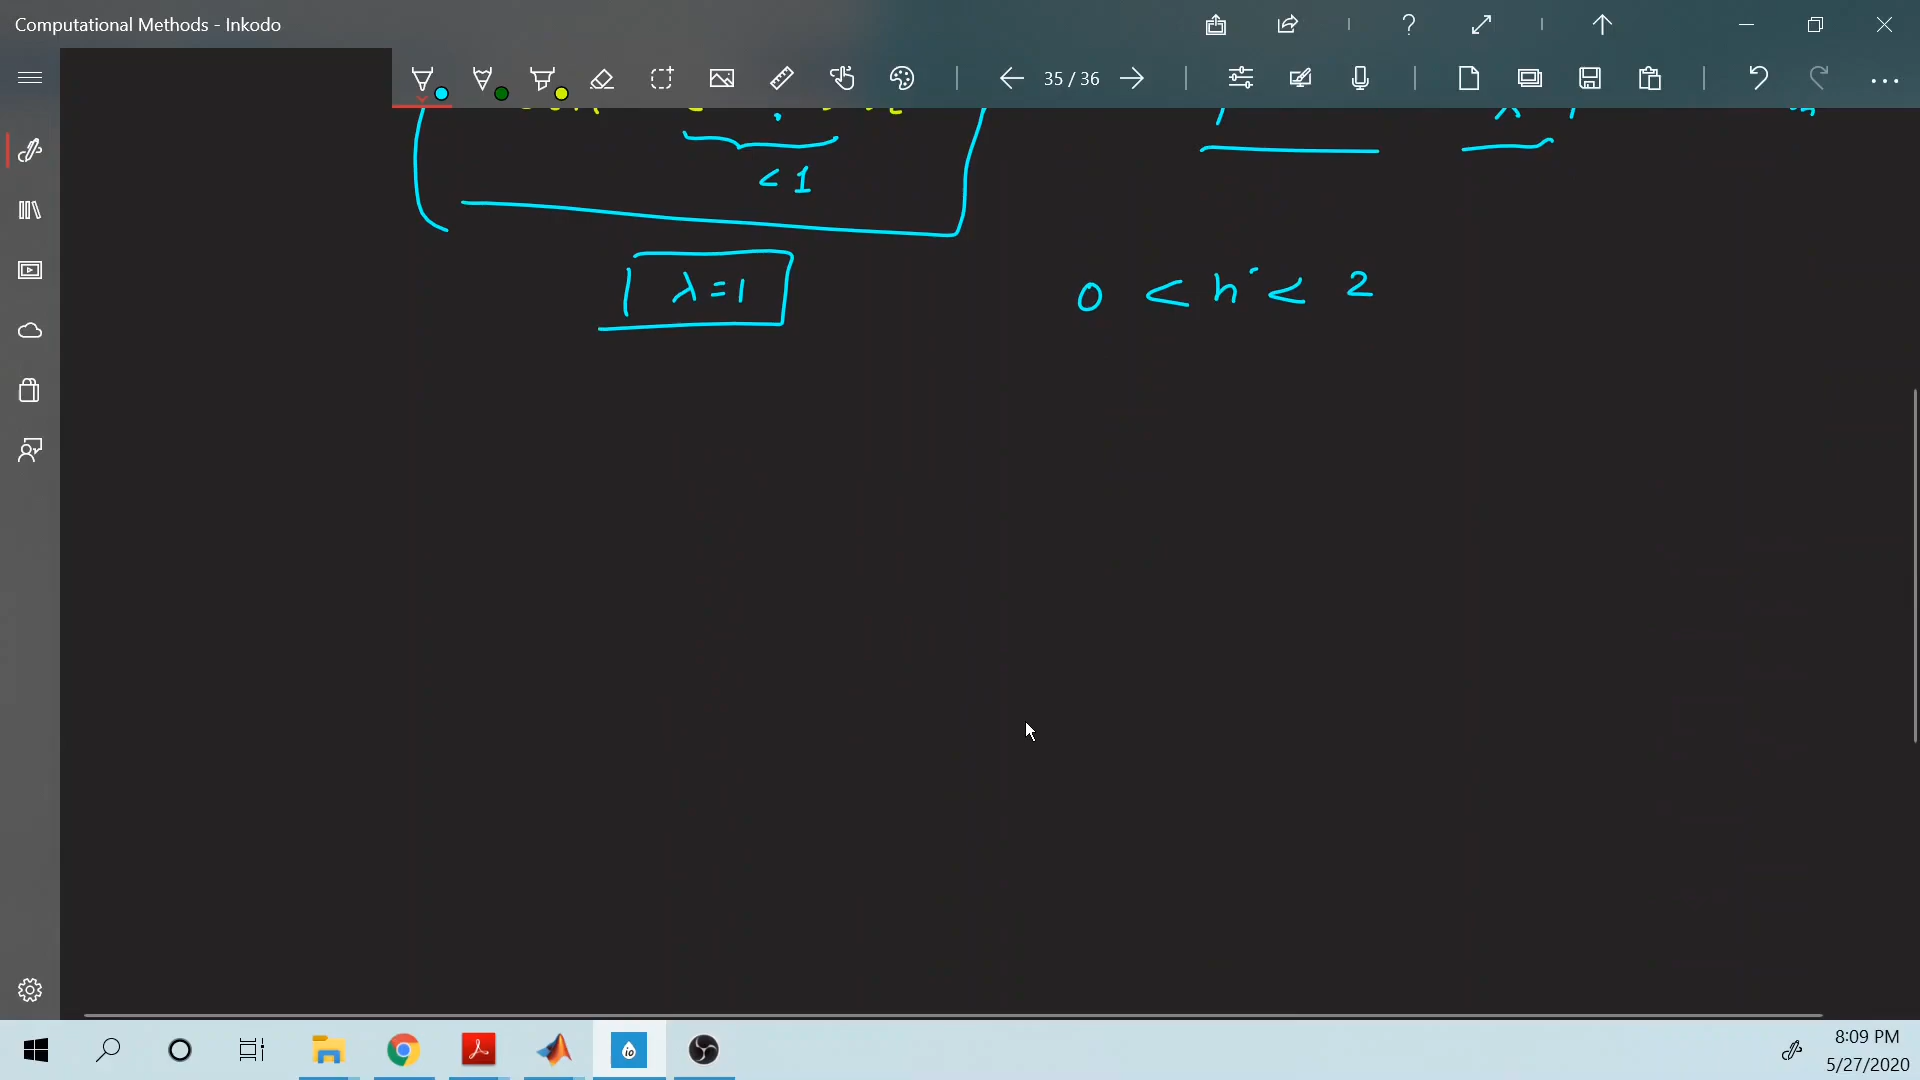 Computational Methods - Inkodo
35 / 36
< 1
λ = 1
0 < h < 2
8:09 PM
5/27/2020